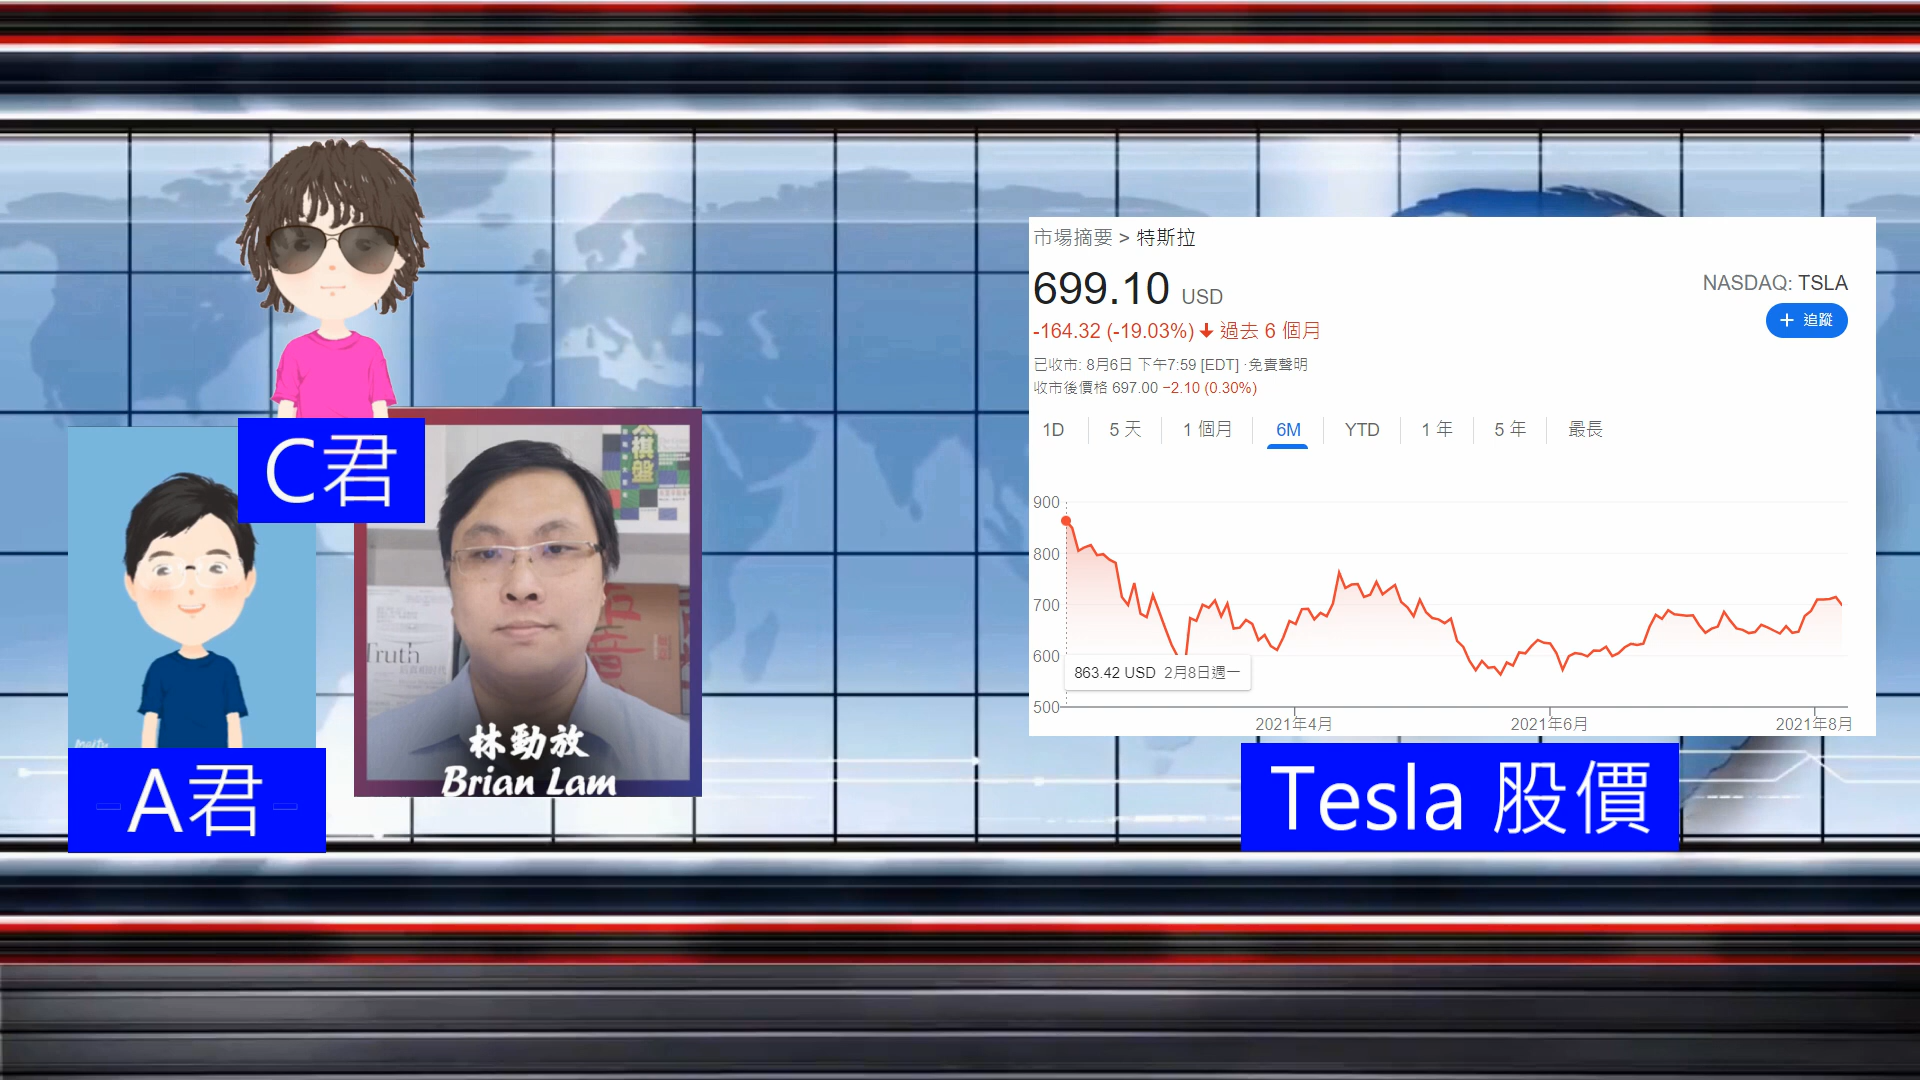 C君
A君
棋盤
Truth
林勁放
Brian Lam
市場摘要 > 特斯拉
699.10 USD
NASDAQ: TSLA
+ 追蹤
-164.32 (-19.03%) 過去 6 個月
已收市: 8月6日 下午7:59 [EDT] ·免責聲明
收市後價格 697.00 −2.10 (0.30%)
1D 5 天 1 個月 6M YTD 1 年 5 年 最長
900
800
700
600
500
863.42 USD 2月8日週一
2021年4月 2021年6月 2021年8月
Tesla 股價